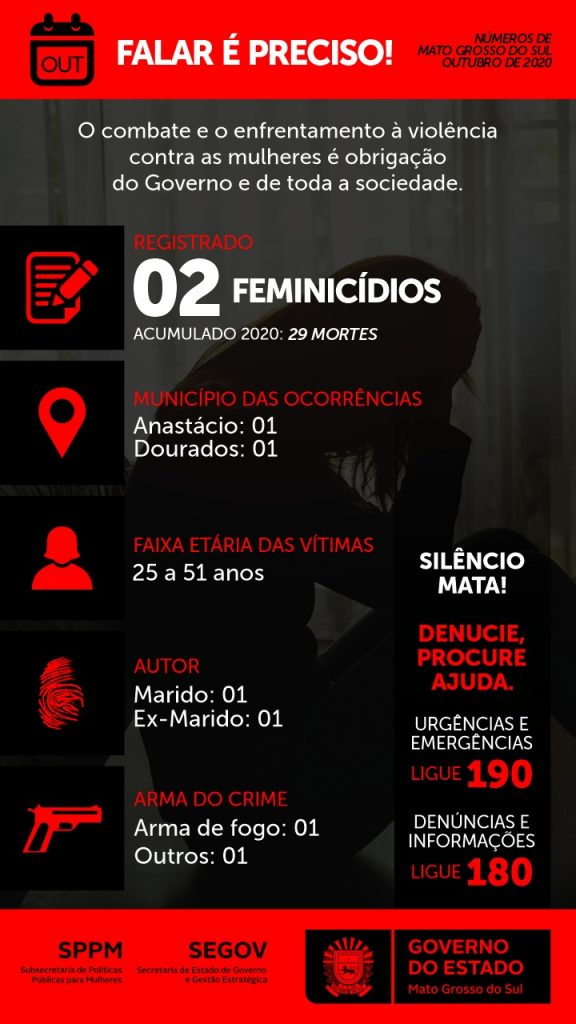 OUT
FALAR É PRECISO!
NÚMEROS DE
MATO GROSSO DO SUL
OUTUBRO DE 2020
O combate e o enfrentamento à violência
contra as mulheres é obrigação
do Governo e de toda a sociedade.
REGISTRADO
02 FEMINICÍDIOS
ACUMULADO 2020: 29 MORTES
MUNICÍPIO DAS OCORRÊNCIAS
Anastácio: 01
Dourados: 01
FAIXA ETÁRIA DAS VÍTIMAS
25 a 51 anos
AUTOR
Marido: 01
Ex-Marido: 01
ARMA DO CRIME
Arma de fogo: 01
Outros: 01
SILÊNCIO
MATA!
DENUCIE,
PROCURE
AJUDA.
URGÊNCIAS E
EMERGÊNCIAS
LIGUE 190
DENÚNCIAS E
INFORMAÇÕES
LIGUE 180
SPPM
Subsecretaria de Políticas
Públicas para Mulheres
SEGOV
Secretaria de Estado de Governo
e Gestão Estratégica
GOVERNO
DO ESTADO
Mato Grosso do Sul